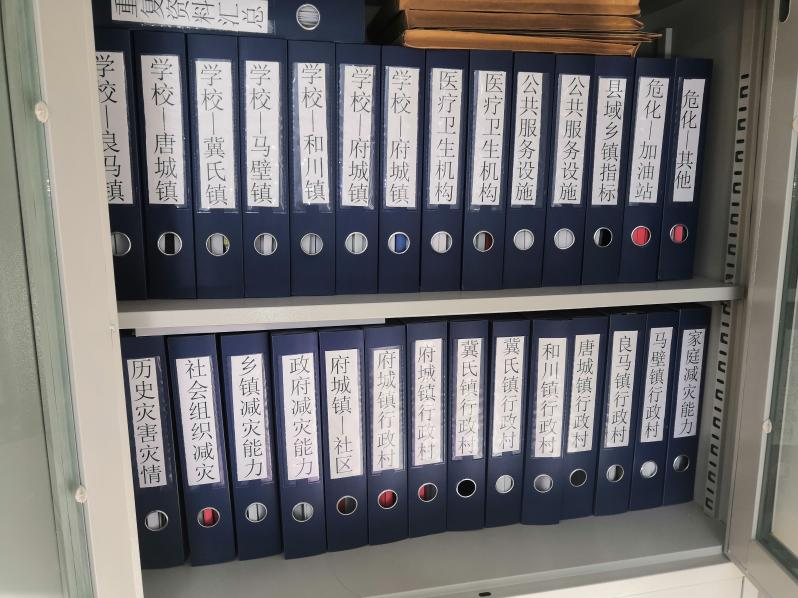 重复资料汇总
学校—良马镇
学校—唐城镇
学校—冀氏镇
学校—马壁镇
学校—和川镇
学校—府城镇
学校—府城镇
医疗卫生机构
医疗卫生机构
公共服务设施
公共服务设施
县域乡镇指标
危化—加油站
危化—其他
历史灾害灾情
社会组织减灾
乡镇减灾能力
政府减灾能力
府城镇—社区
府城镇行政村
府城镇行政村
冀氏镇行政村
冀氏镇行政村
和川镇行政村
唐城镇行政村
良马镇行政村
马壁镇行政村
家庭减灾能力